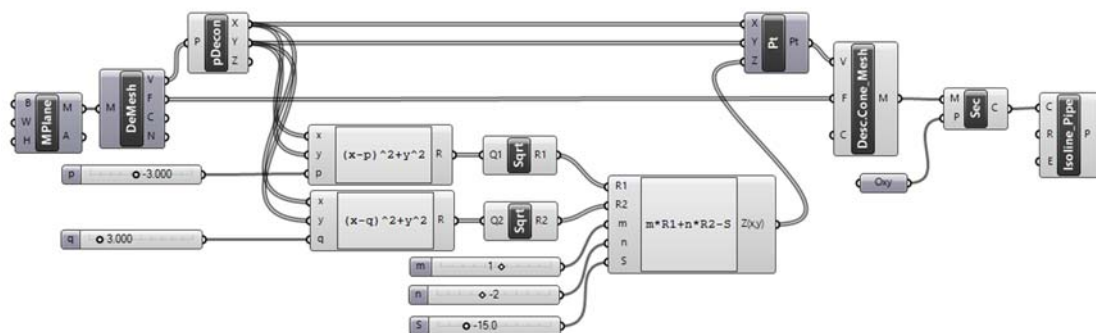 B
W
H
MPlane
M
A
M
DeMesh
V
F
C
N
P
pDecon
X
Y
Z
p
-3.000
q
3.000
x
y
p
(x-p)^2+y^2
R
x
y
q
(x-q)^2+y^2
R
Q1
Sqrt
R1
Q2
Sqrt
R2
m
1
n
-2
S
-15.0
R1
R2
m
n
S
m*R1+n*R2-S
Z(x,y)
X
Y
Z
Pt
Pt
V
F
C
Desc.Cone_Mesh
M
Oxy
M
P
Sec
C
C
R
E
Isoline_Pipe
P